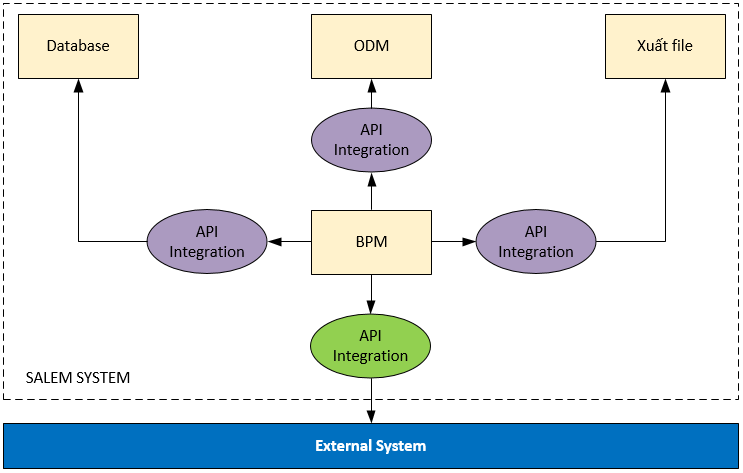 Database
ODM
Xuất file
API
Integration
API
Integration
BPM
API
Integration
API
Integration
SALEM SYSTEM
External System